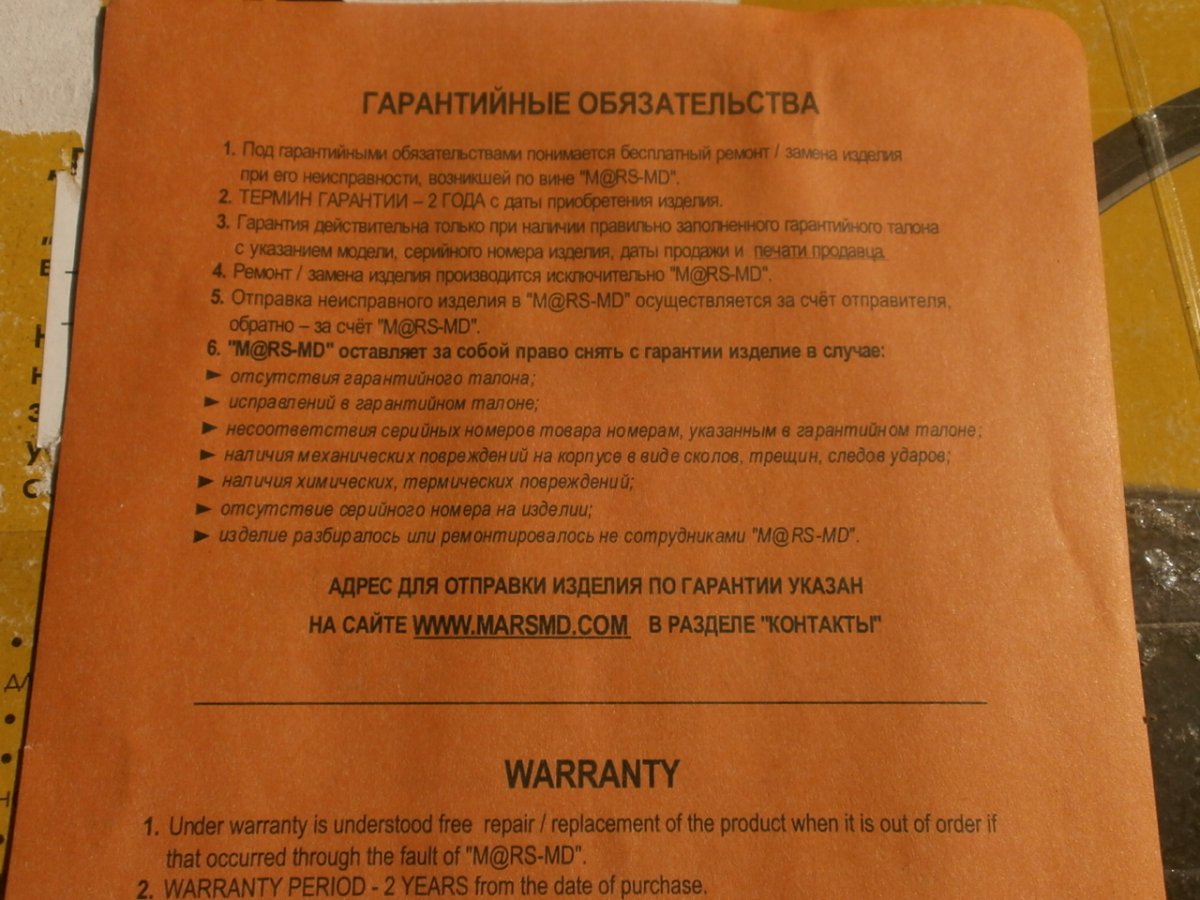 ГАРАНТИЙНЫЕ ОБЯЗАТЕЛЬСТВА
1. Под гарантийными обязательствами понимается бесплатный ремонт / замена изделия
при его неисправности, возникшей по вине "M@RS-MD".
2. ТЕРМИН ГАРАНТИИ – 2 ГОДА с даты приобретения изделия.
3. Гарантия действительна только при наличии правильно заполненного гарантийного талона
с указанием модели, серийного номера изделия, даты продажи и печати продавца
4. Ремонт / замена изделия производится исключительно "M@RS-MD".
5. Отправка неисправного изделия в "M@RS-MD" осуществляется за счёт отправителя,
обратно – за счёт "M@RS-MD".
6. "M@RS-MD" оставляет за собой право снять с гарантии изделие в случае:
► отсутствия гарантийного талона;
► исправлений в гарантийном талоне;
► несоответствия серийных номеров товара номерам, указанным в гарантийном талоне;
► наличия механических повреждений на корпусе в виде сколов, трещин, следов ударов;
► наличия химических, термических повреждений;
► отсутствие серийного номера на изделии;
► изделие разбиралось или ремонтировалось не сотрудниками "M@RS-MD".
АДРЕС ДЛЯ ОТПРАВКИ ИЗДЕЛИЯ ПО ГАРАНТИИ УКАЗАН
НА САЙТЕ WWW.MARSMD.COM В РАЗДЕЛЕ "КОНТАКТЫ"
WARRANTY
1. Under warranty is understood free repair / replacement of the product when it is out of order if
that occurred through the fault of "M@RS-MD".
2. WARRANTY PERIOD - 2 YEARS from the date of purchase.